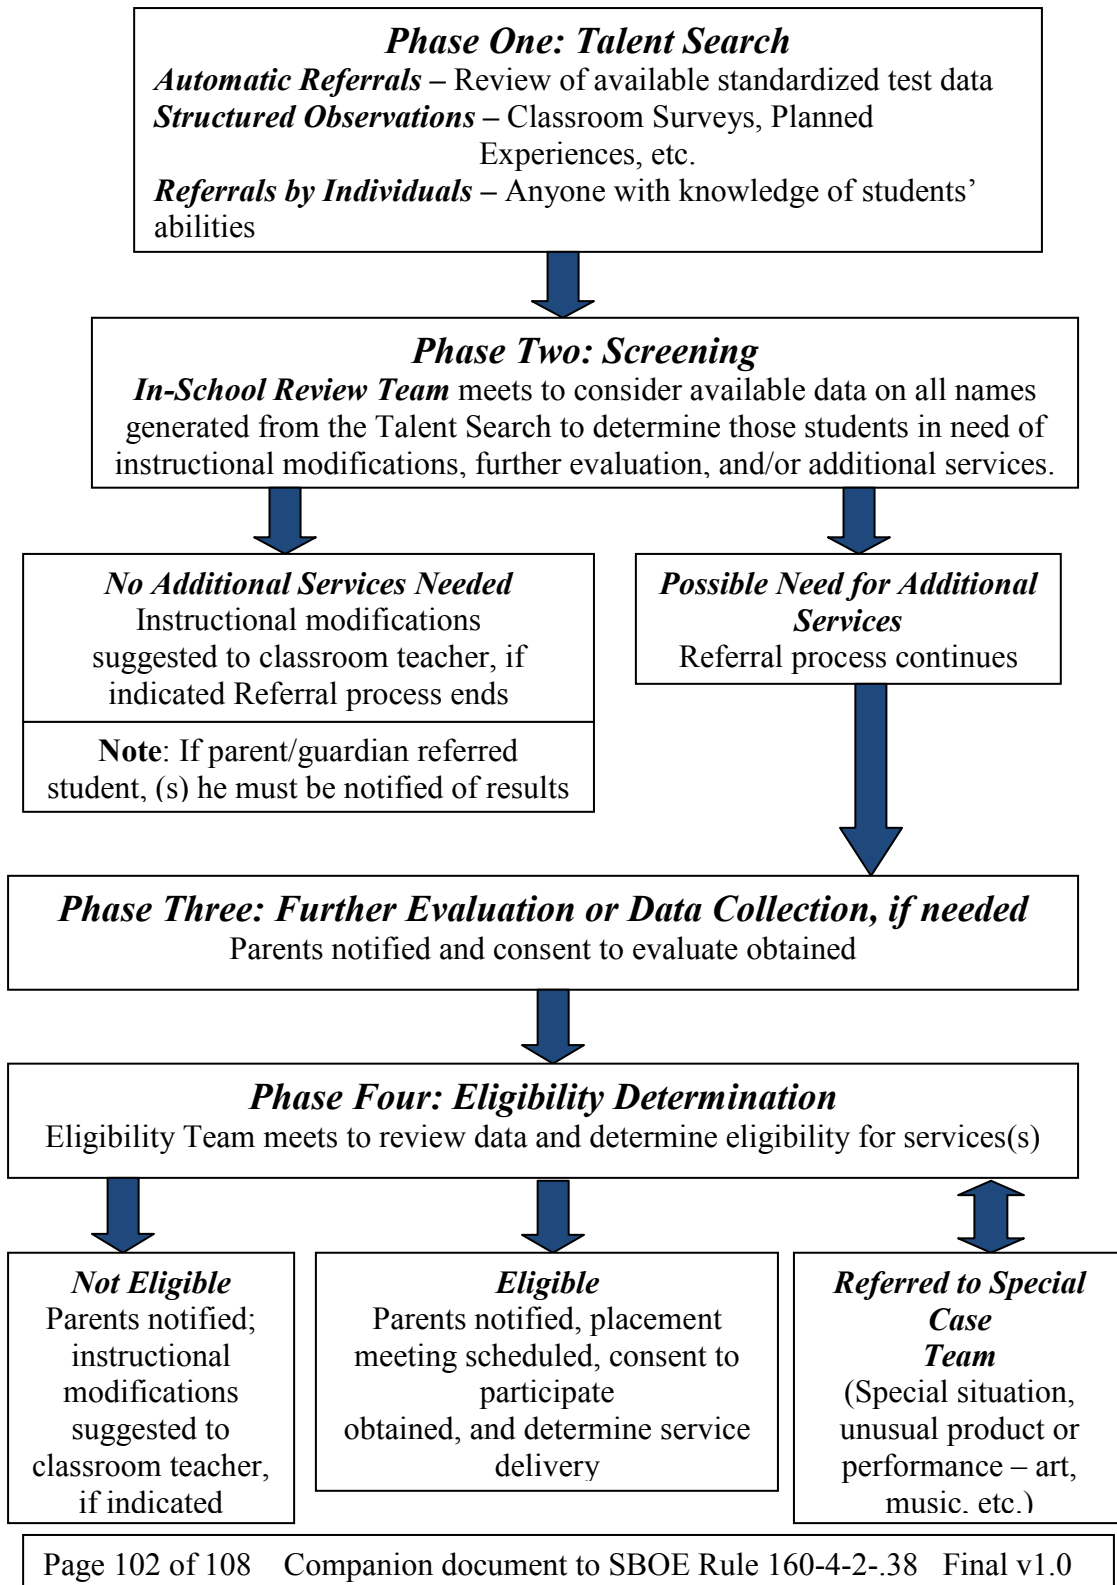 Phase One: Talent Search
Automatic Referrals – Review of available standardized test data
Structured Observations – Classroom Surveys, Planned
Experiences, etc.
Referrals by Individuals – Anyone with knowledge of students’
abilities
Phase Two: Screening
In-School Review Team meets to consider available data on all names
generated from the Talent Search to determine those students in need of
instructional modifications, further evaluation, and/or additional services.
No Additional Services Needed
Instructional modifications
suggested to classroom teacher, if
indicated Referral process ends
Note: If parent/guardian referred
student, (s) he must be notified of results
Possible Need for Additional
Services
Referral process continues
Phase Three: Further Evaluation or Data Collection, if needed
Parents notified and consent to evaluate obtained
Phase Four: Eligibility Determination
Eligibility Team meets to review data and determine eligibility for services(s)
Not Eligible
Parents notified;
instructional
modifications
suggested to
classroom teacher,
if indicated
Eligible
Parents notified, placement
meeting scheduled, consent to
participate
obtained, and determine service
delivery
Referred to Special
Case
Team
(Special situation,
unusual product or
performance – art,
music, etc.)
Page 102 of 108 Companion document to SBOE Rule 160-4-2-.38 Final v1.0